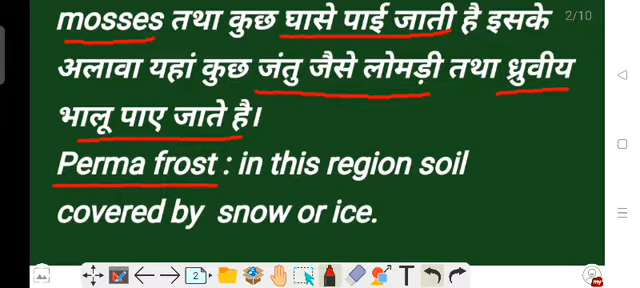 mosses तथा कुछ घासे पाई जाती है इसके
2/10
अलावा यहां कुछ जंतु जैसे लोमड़ी तथा ध्रुवीय
भालू पाए जाते है।
Perma frost : in this region soil
covered by snow or ice.
2
T
my